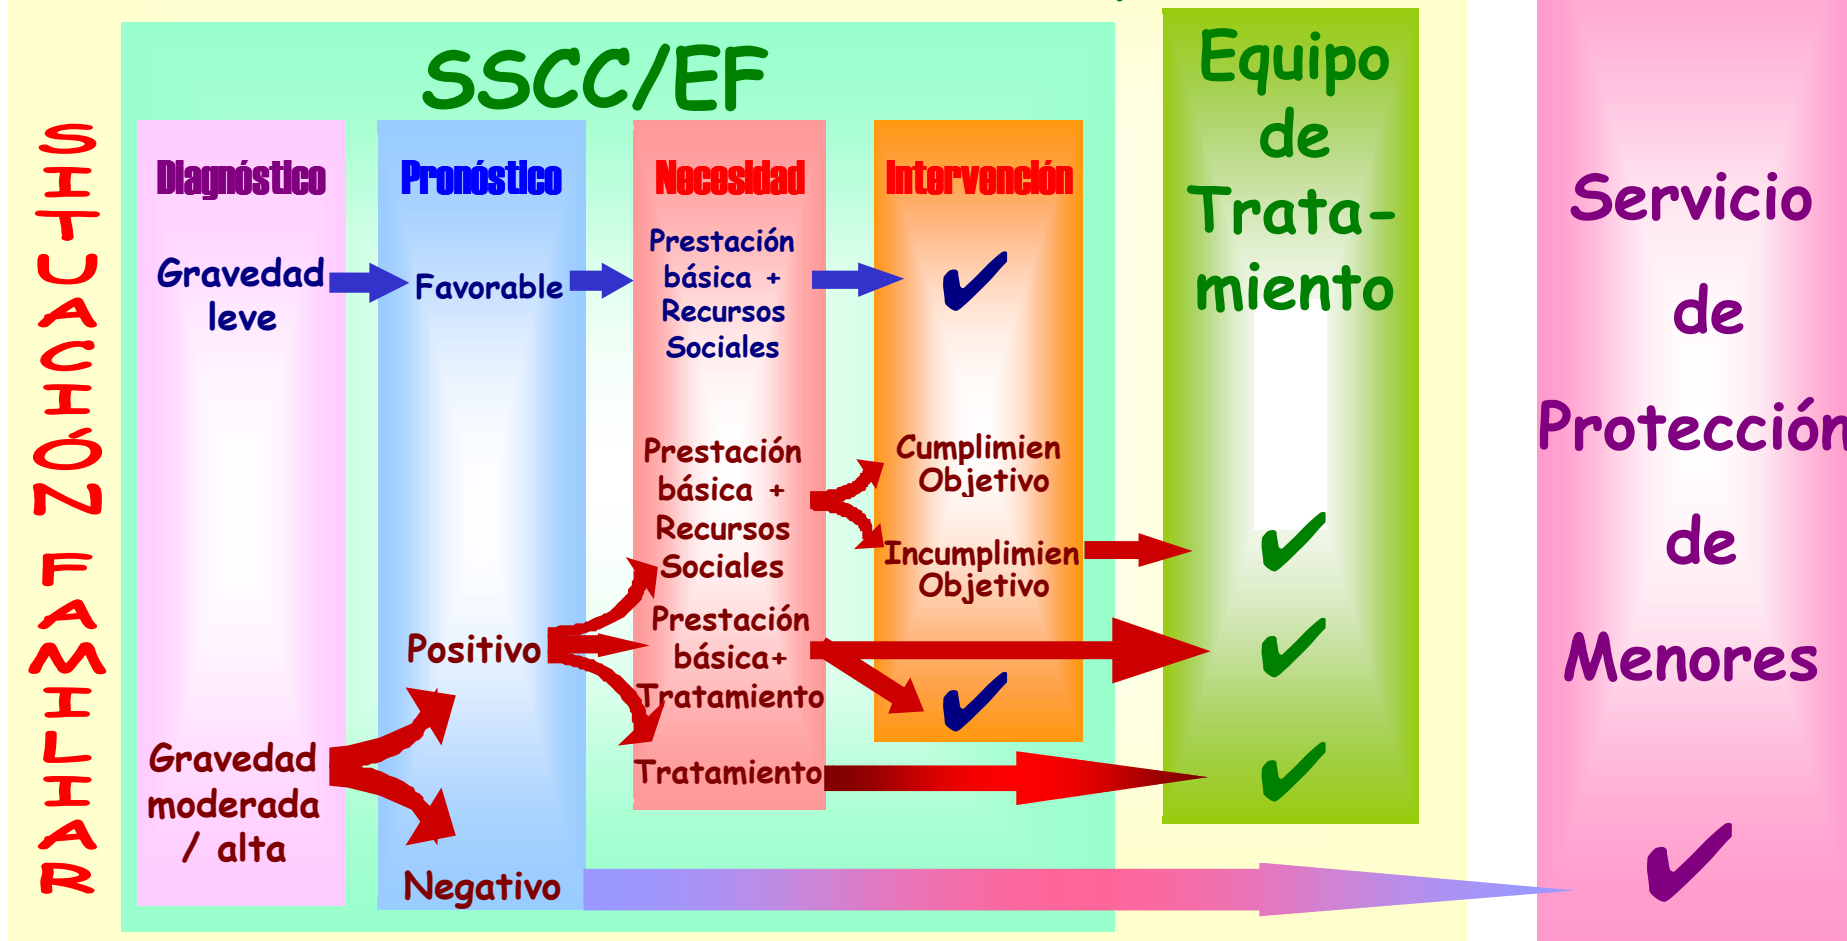 SITUACIÓN FAMILIAR
SSCC/EF
Diagnóstico
Gravedad
leve
Gravedad
moderada
/ alta
Pronóstico
Favorable
Positivo
Negativo
Necesidad
Prestación
básica +
Recursos
Sociales
Prestación
básica +
Recursos
Sociales
Prestación
básica+
Tratamiento
Tratamiento
Intervención
Cumplimien
Objetivo
Incumplimien
Objetivo
Equipo
de
Trata-
miento
Servicio
de
Protección
de
Menores